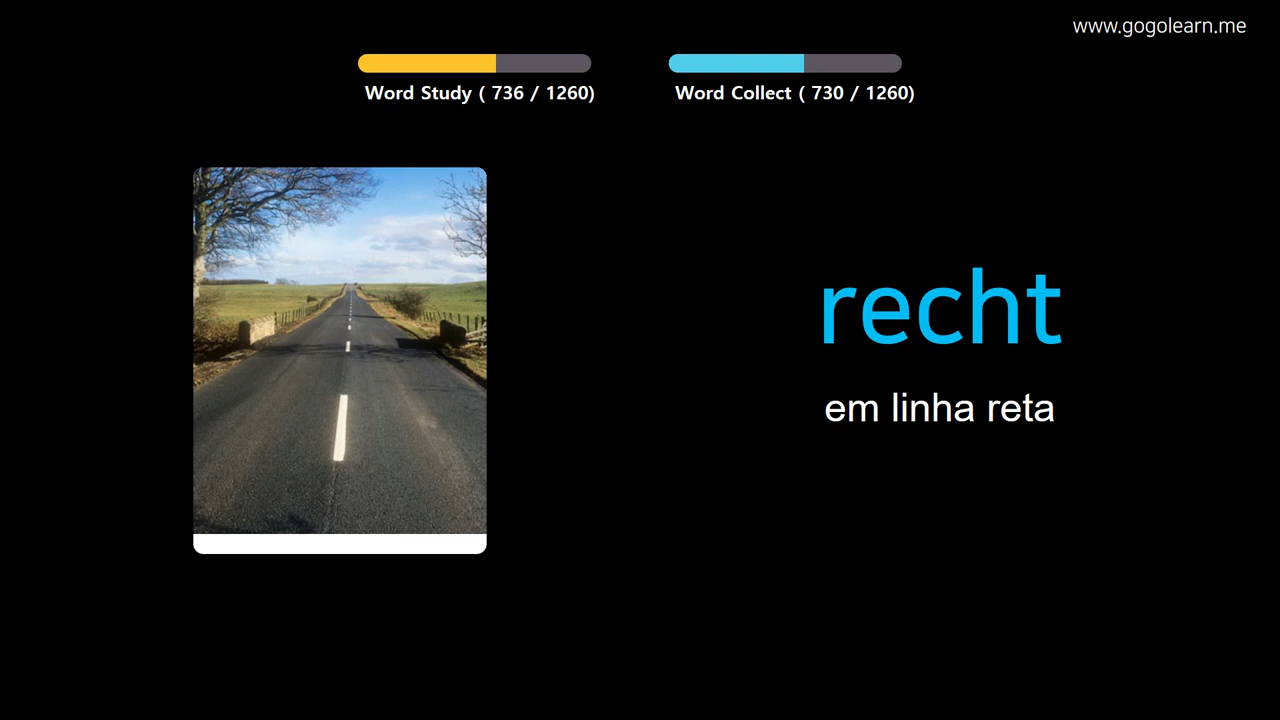 www.gogolearn.me
Word Study ( 736 / 1260)
Word Collect ( 730 / 1260)
recht
em linha reta